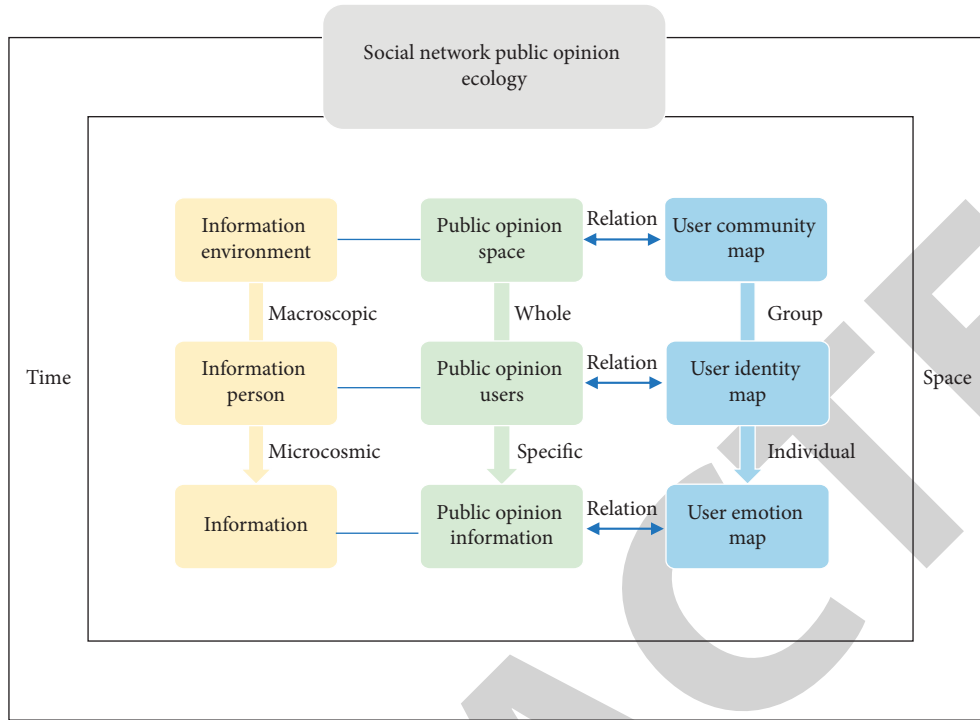 Social network public opinion
ecology
Information
environment
Public opinion
space
Relation
User community
map
Macroscopic
Whole
Group
Time
Information
person
Public opinion
users
Relation
User identity
map
Space
Microcosmic
Specific
Individual
Information
Public opinion
information
Relation
User emotion
map